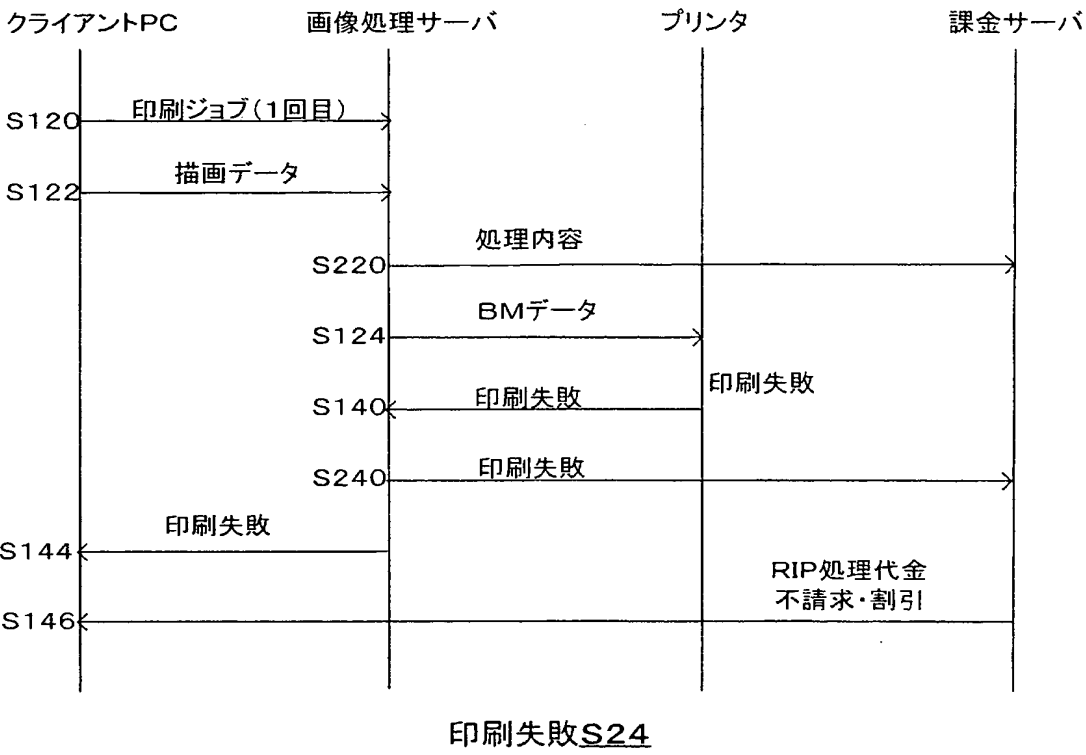 クライアントPC 画像処理サーバ プリンタ 課金サーバ
S120 印刷ジョブ(1回目)
S122 描画データ
処理内容
S220
BMデータ
S124
印刷失敗
S140 印刷失敗
S240 印刷失敗
印刷失敗
S144
RIP処理代金
不請求・割引
S146
印刷失敗S24